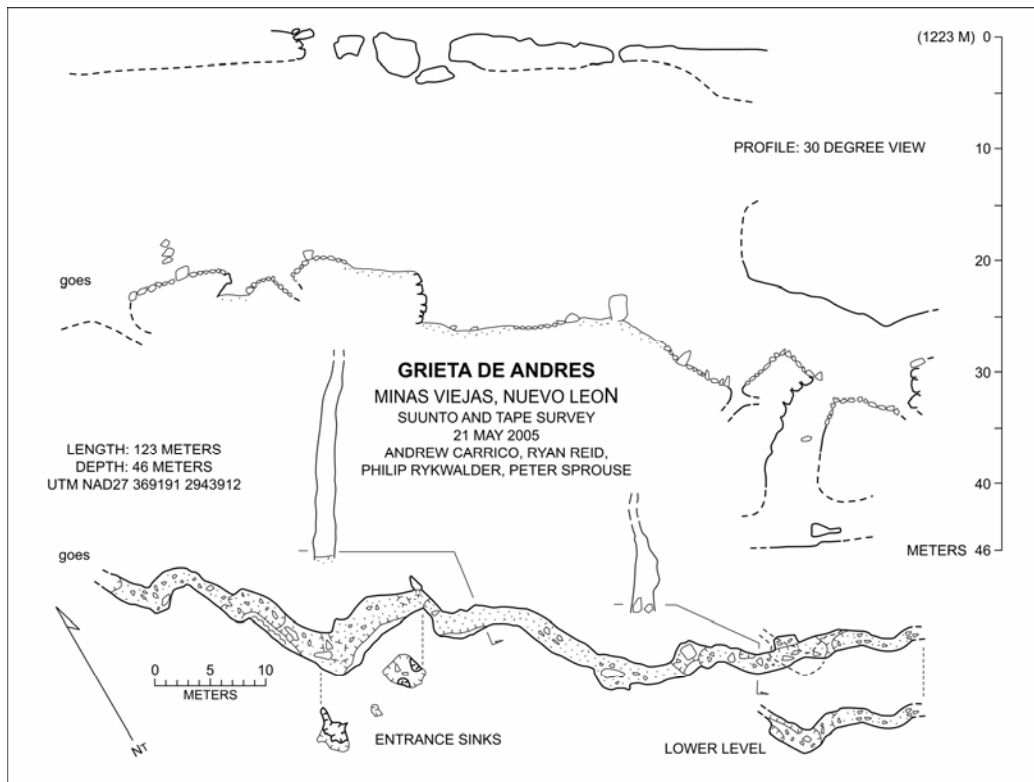 (1223 M) 0
PROFILE: 30 DEGREE VIEW
10
20
goes
GRIETA DE ANDRES
MINAS VIEJAS, NUEVO LEON
SUUNTO AND TAPE SURVEY
21 MAY 2005
ANDREW CARRICO, RYAN REID,
PHILIP RYKWALDER, PETER SPROUSE
30
LENGTH: 123 METERS
DEPTH: 46 METERS
UTM NAD27 369191 2943912
40
METERS 46
goes
0 5 10
METERS
NT
ENTRANCE SINKS
LOWER LEVEL